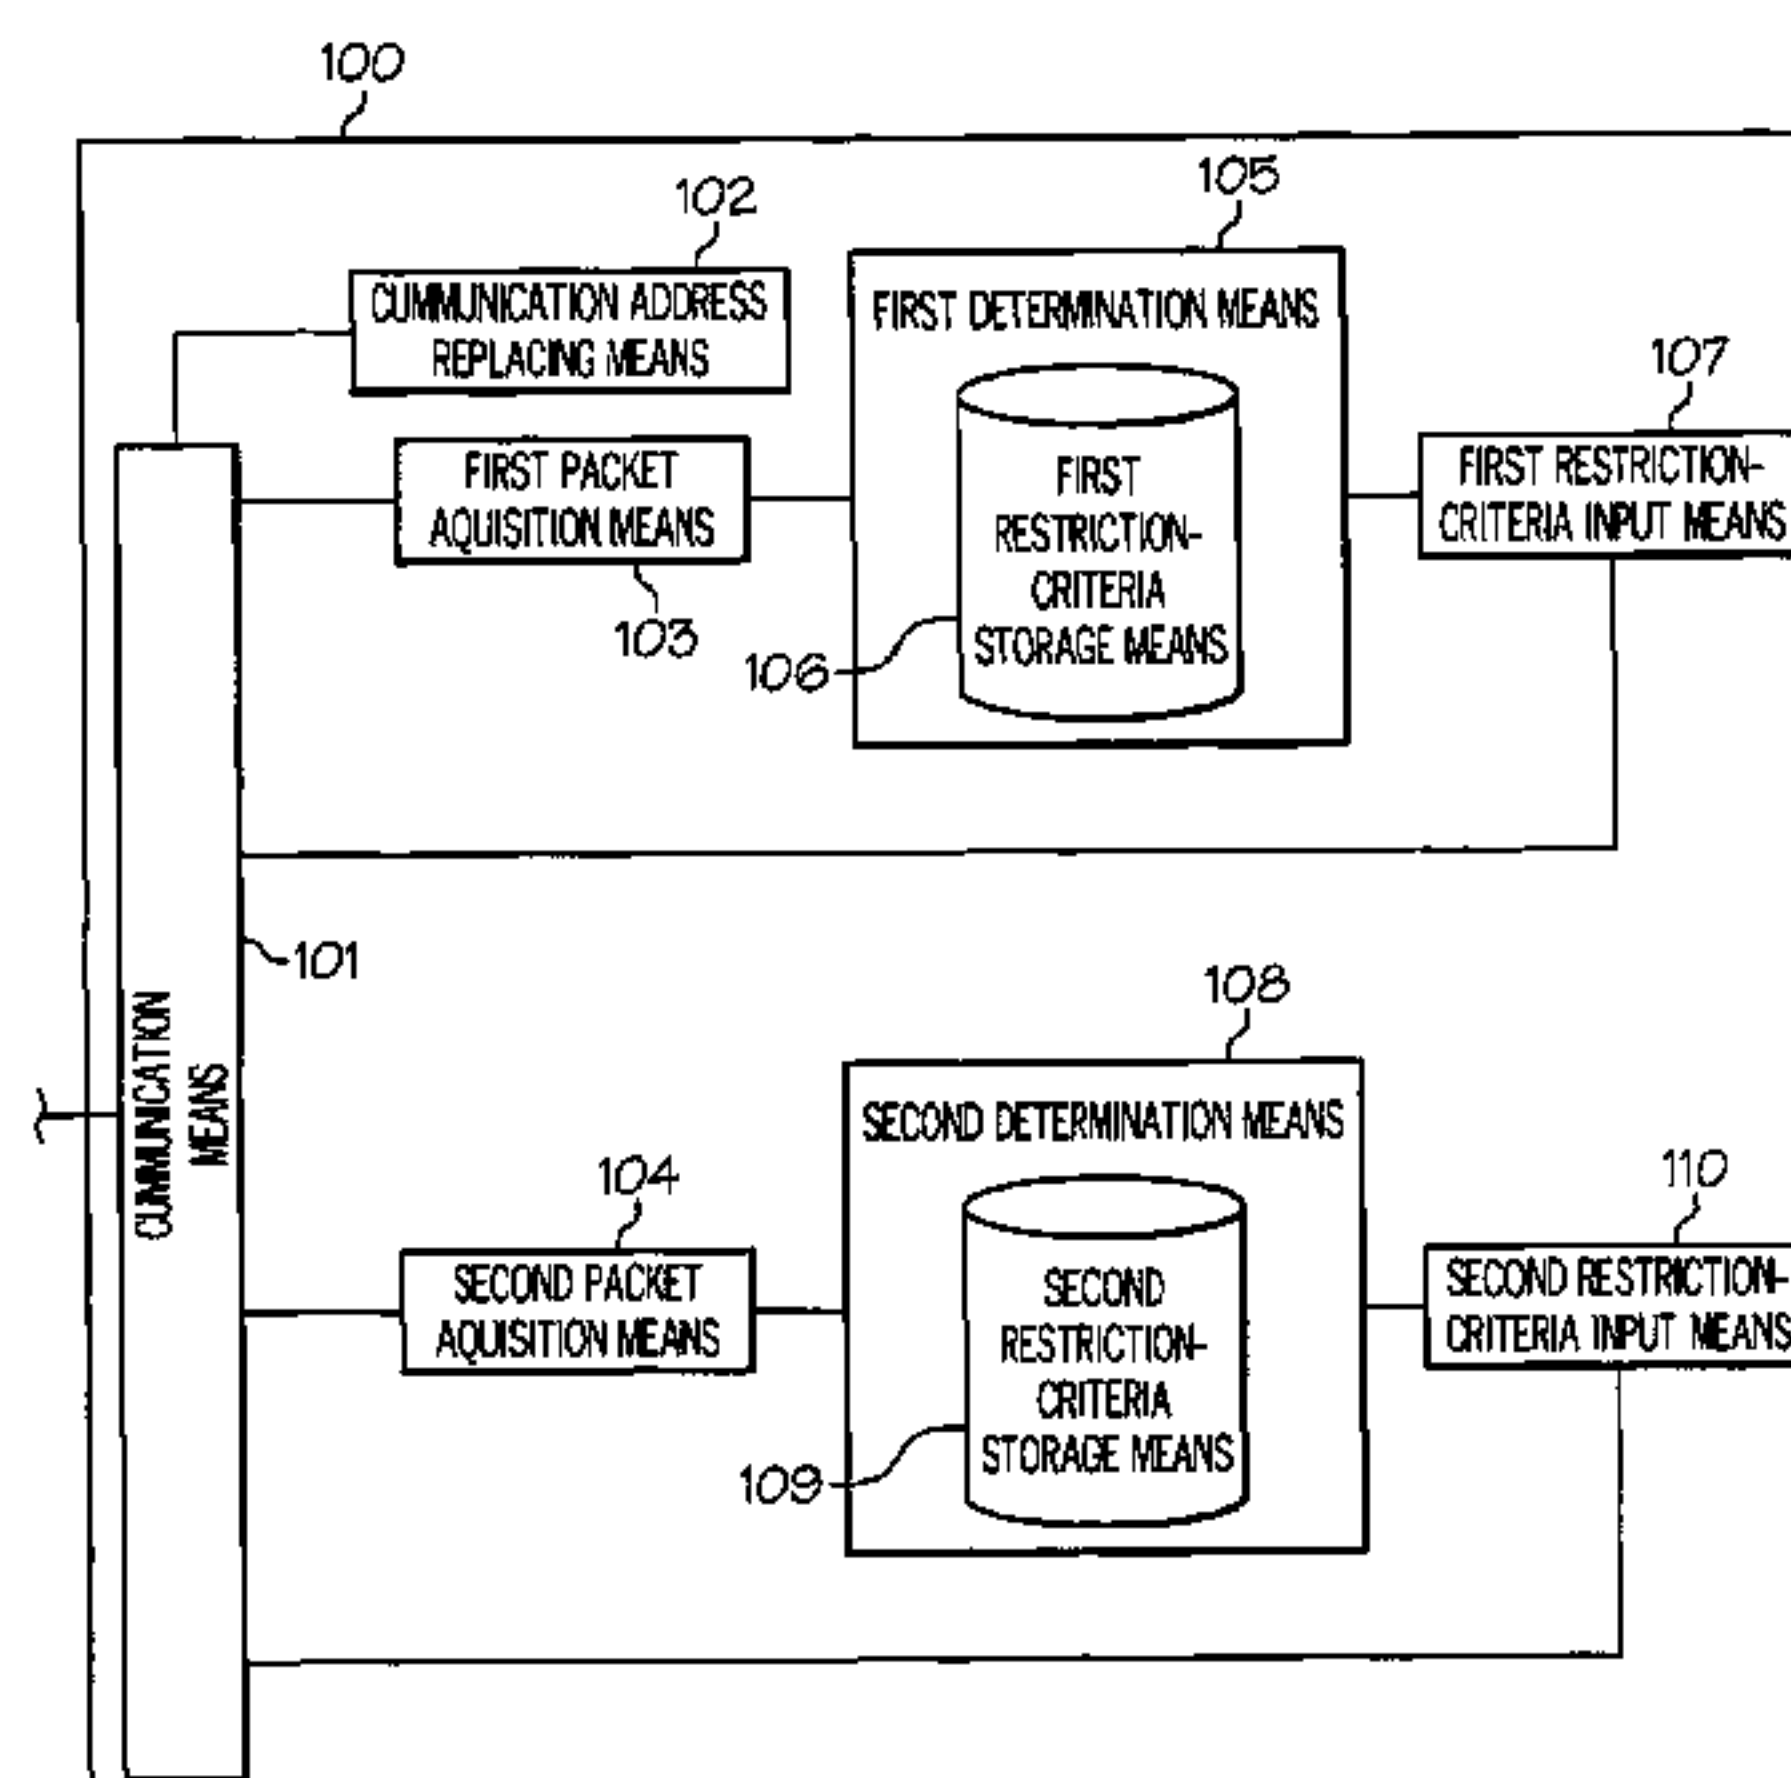 100
102
105
CUMMUNICATION ADDRESS
REPLACING MEANS
FIRST DETERMINATION MEANS
107
FIRST PACKET
AQUISITION MEANS
103
FIRST
RESTRICTION-
CRITERIA
STORAGE MEANS
106
FIRST RESTRICTION-
CRITERIA INPUT MEANS
101
CUMMUNICATION
MEANS
108
SECOND DETERMINATION MEANS
104
110
SECOND PACKET
AQUISITION MEANS
SECOND
RESTRICTION-
CRITERIA
STORAGE MEANS
109
SECOND RESTRICTION-
CRITERIA INPUT MEANS